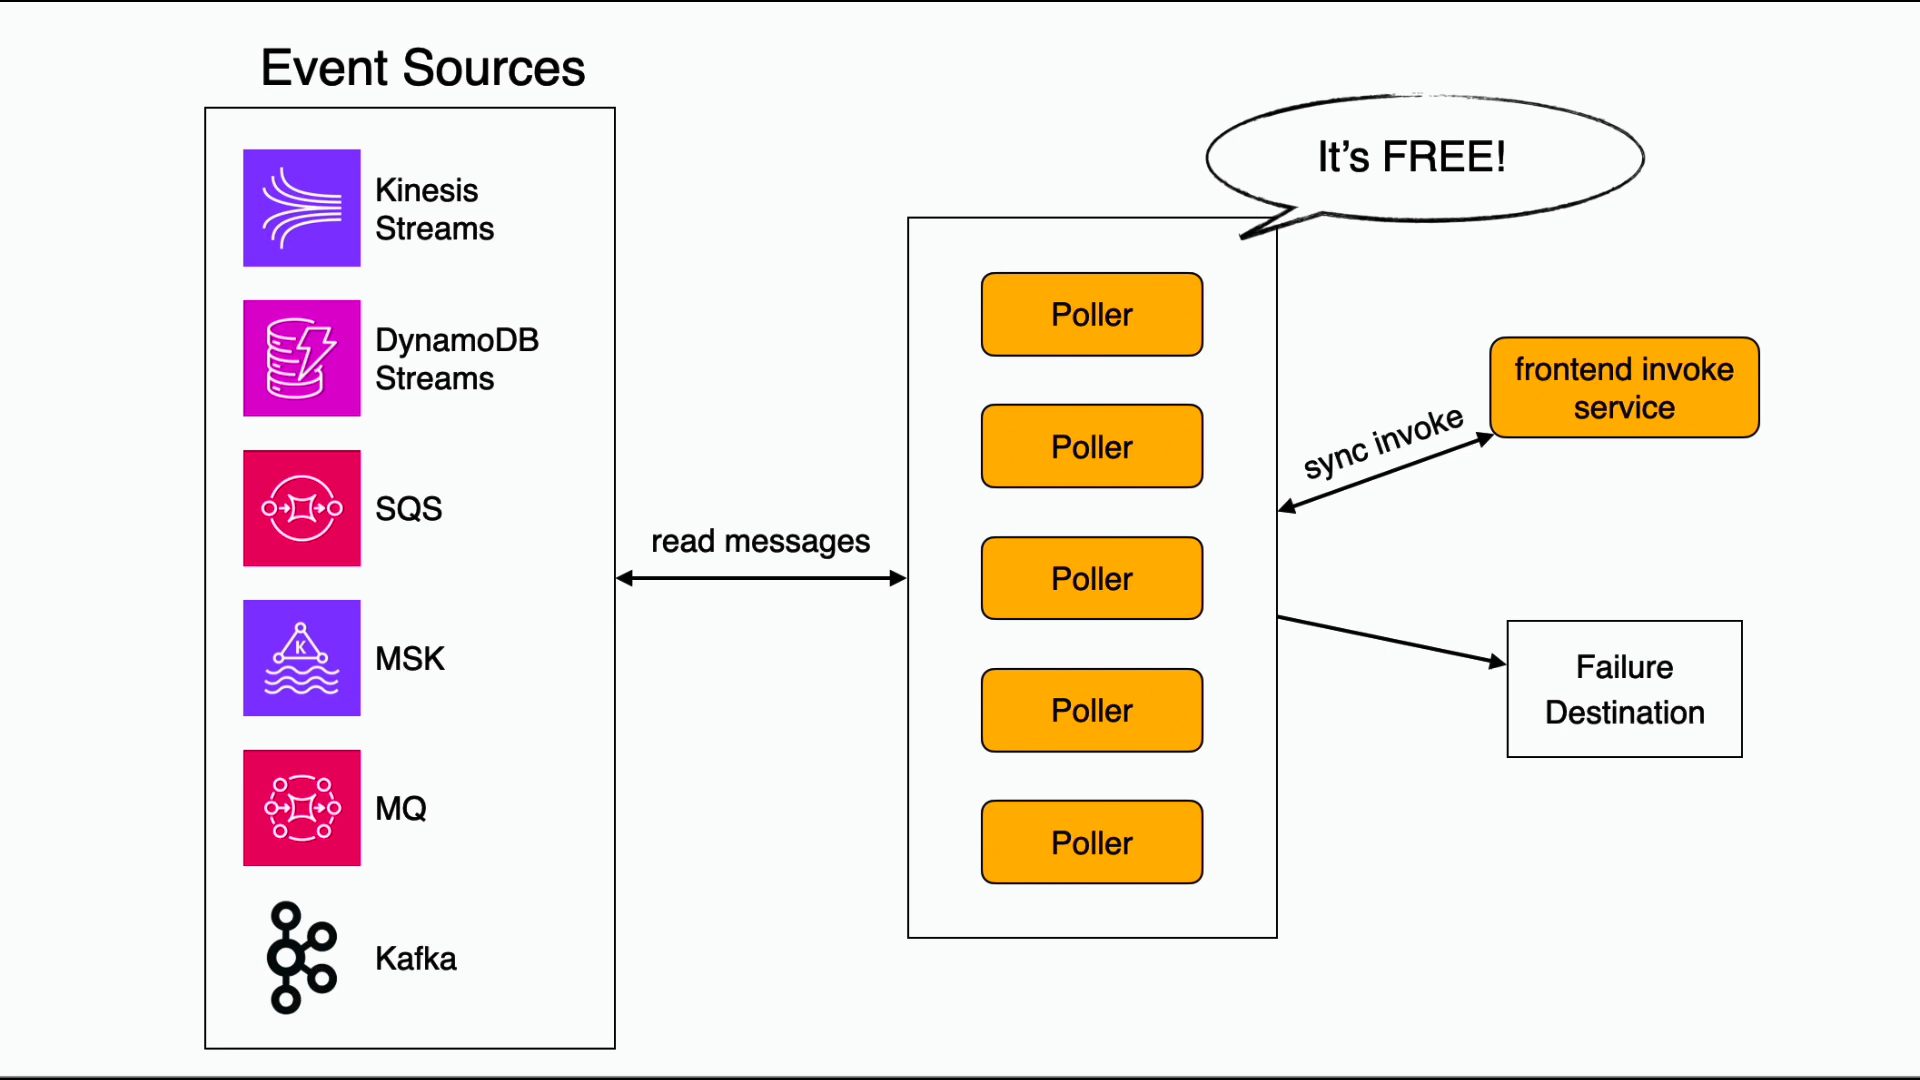 Event Sources
Kinesis
Streams
DynamoDB
Streams
SQS
MSK
K
MQ
Kafka
read messages
It's FREE!
Poller
Poller
Poller
Poller
Poller
sync invoke
frontend invoke
service
Failure
Destination